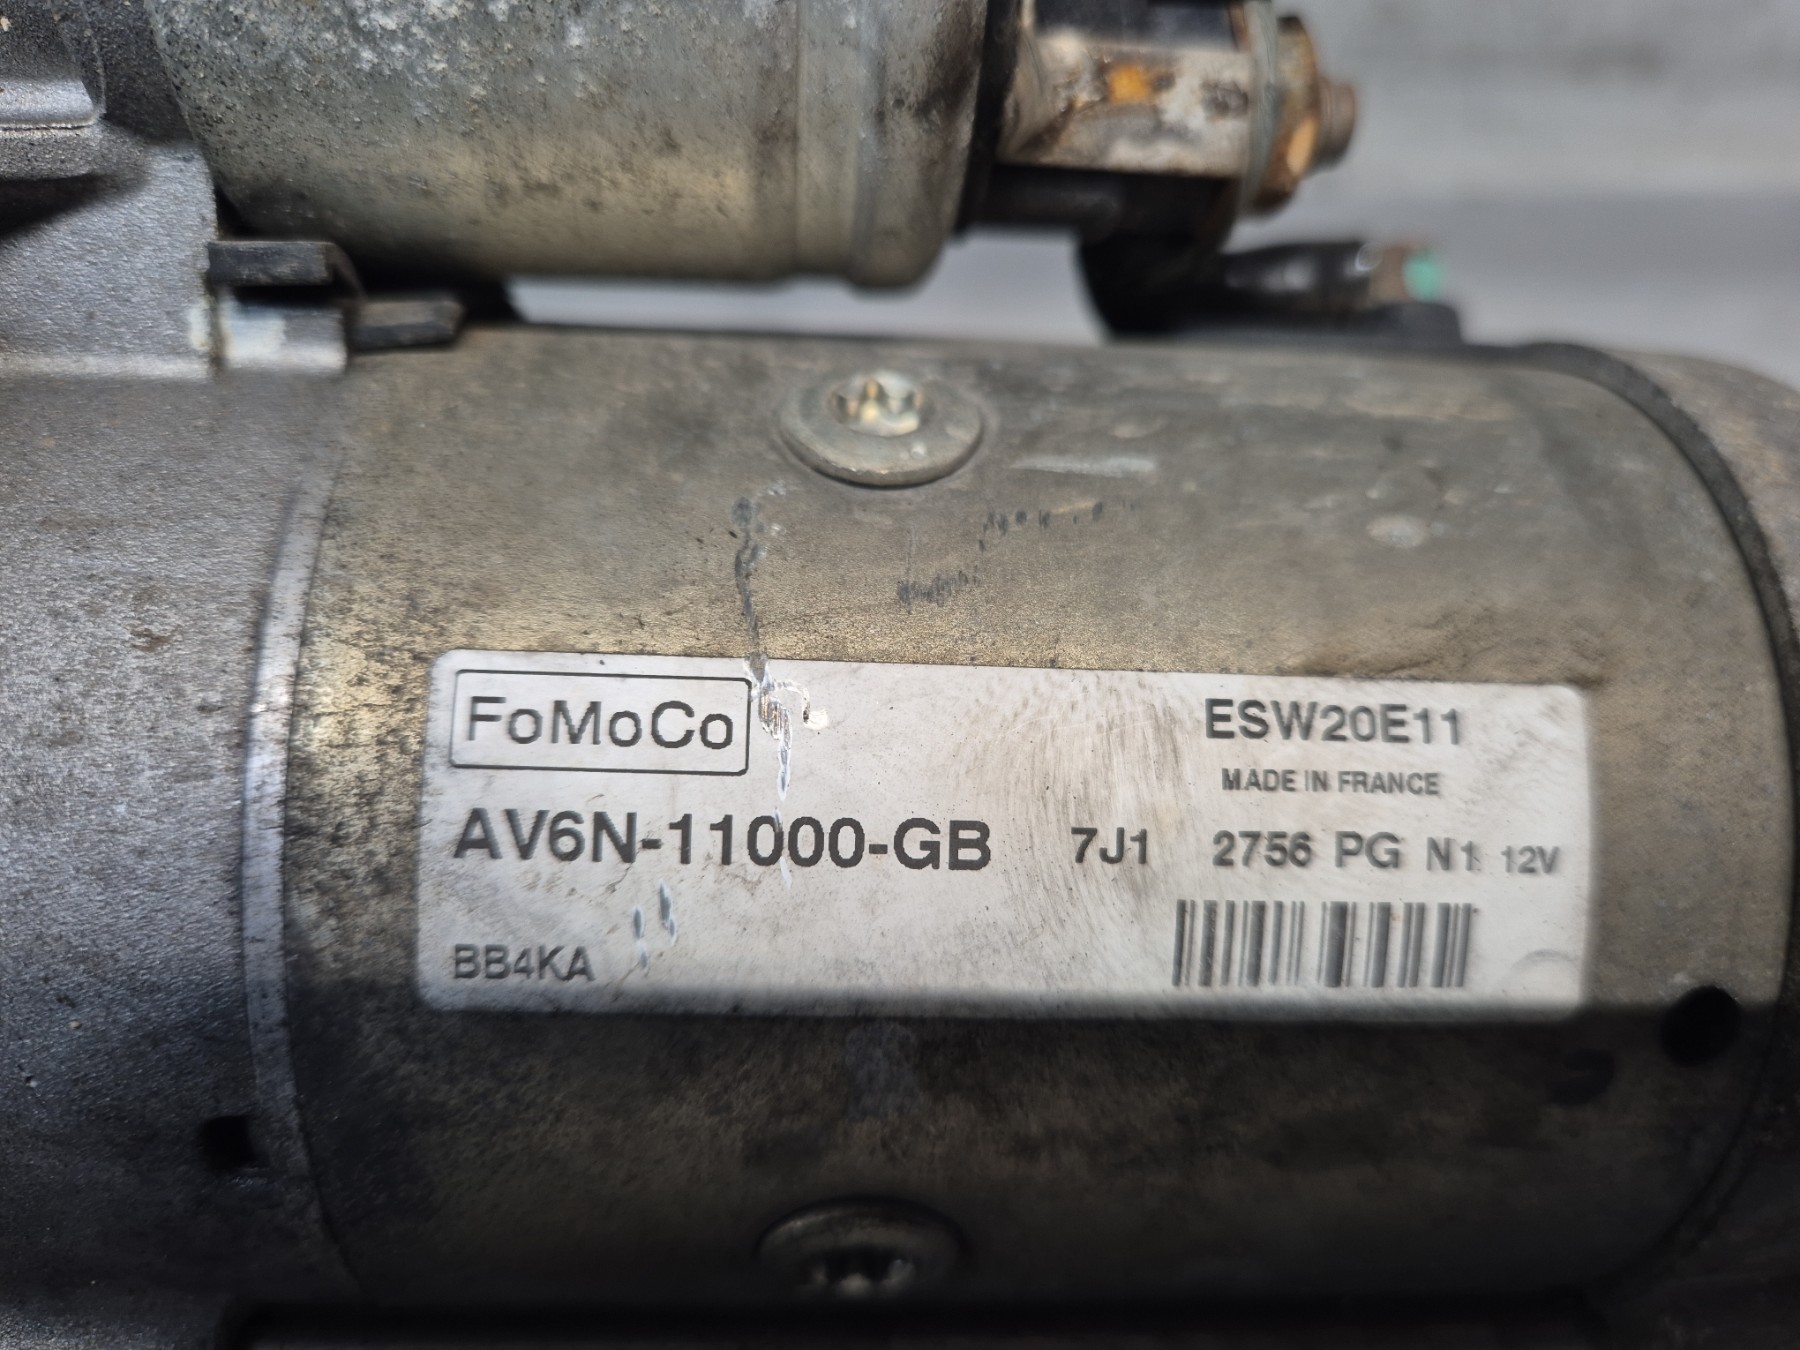 FoMoCo
ESW20E11
MADE IN FRANCE
AV6N-11000-GB 7J1 2756 PG N1 12V
BB4KA